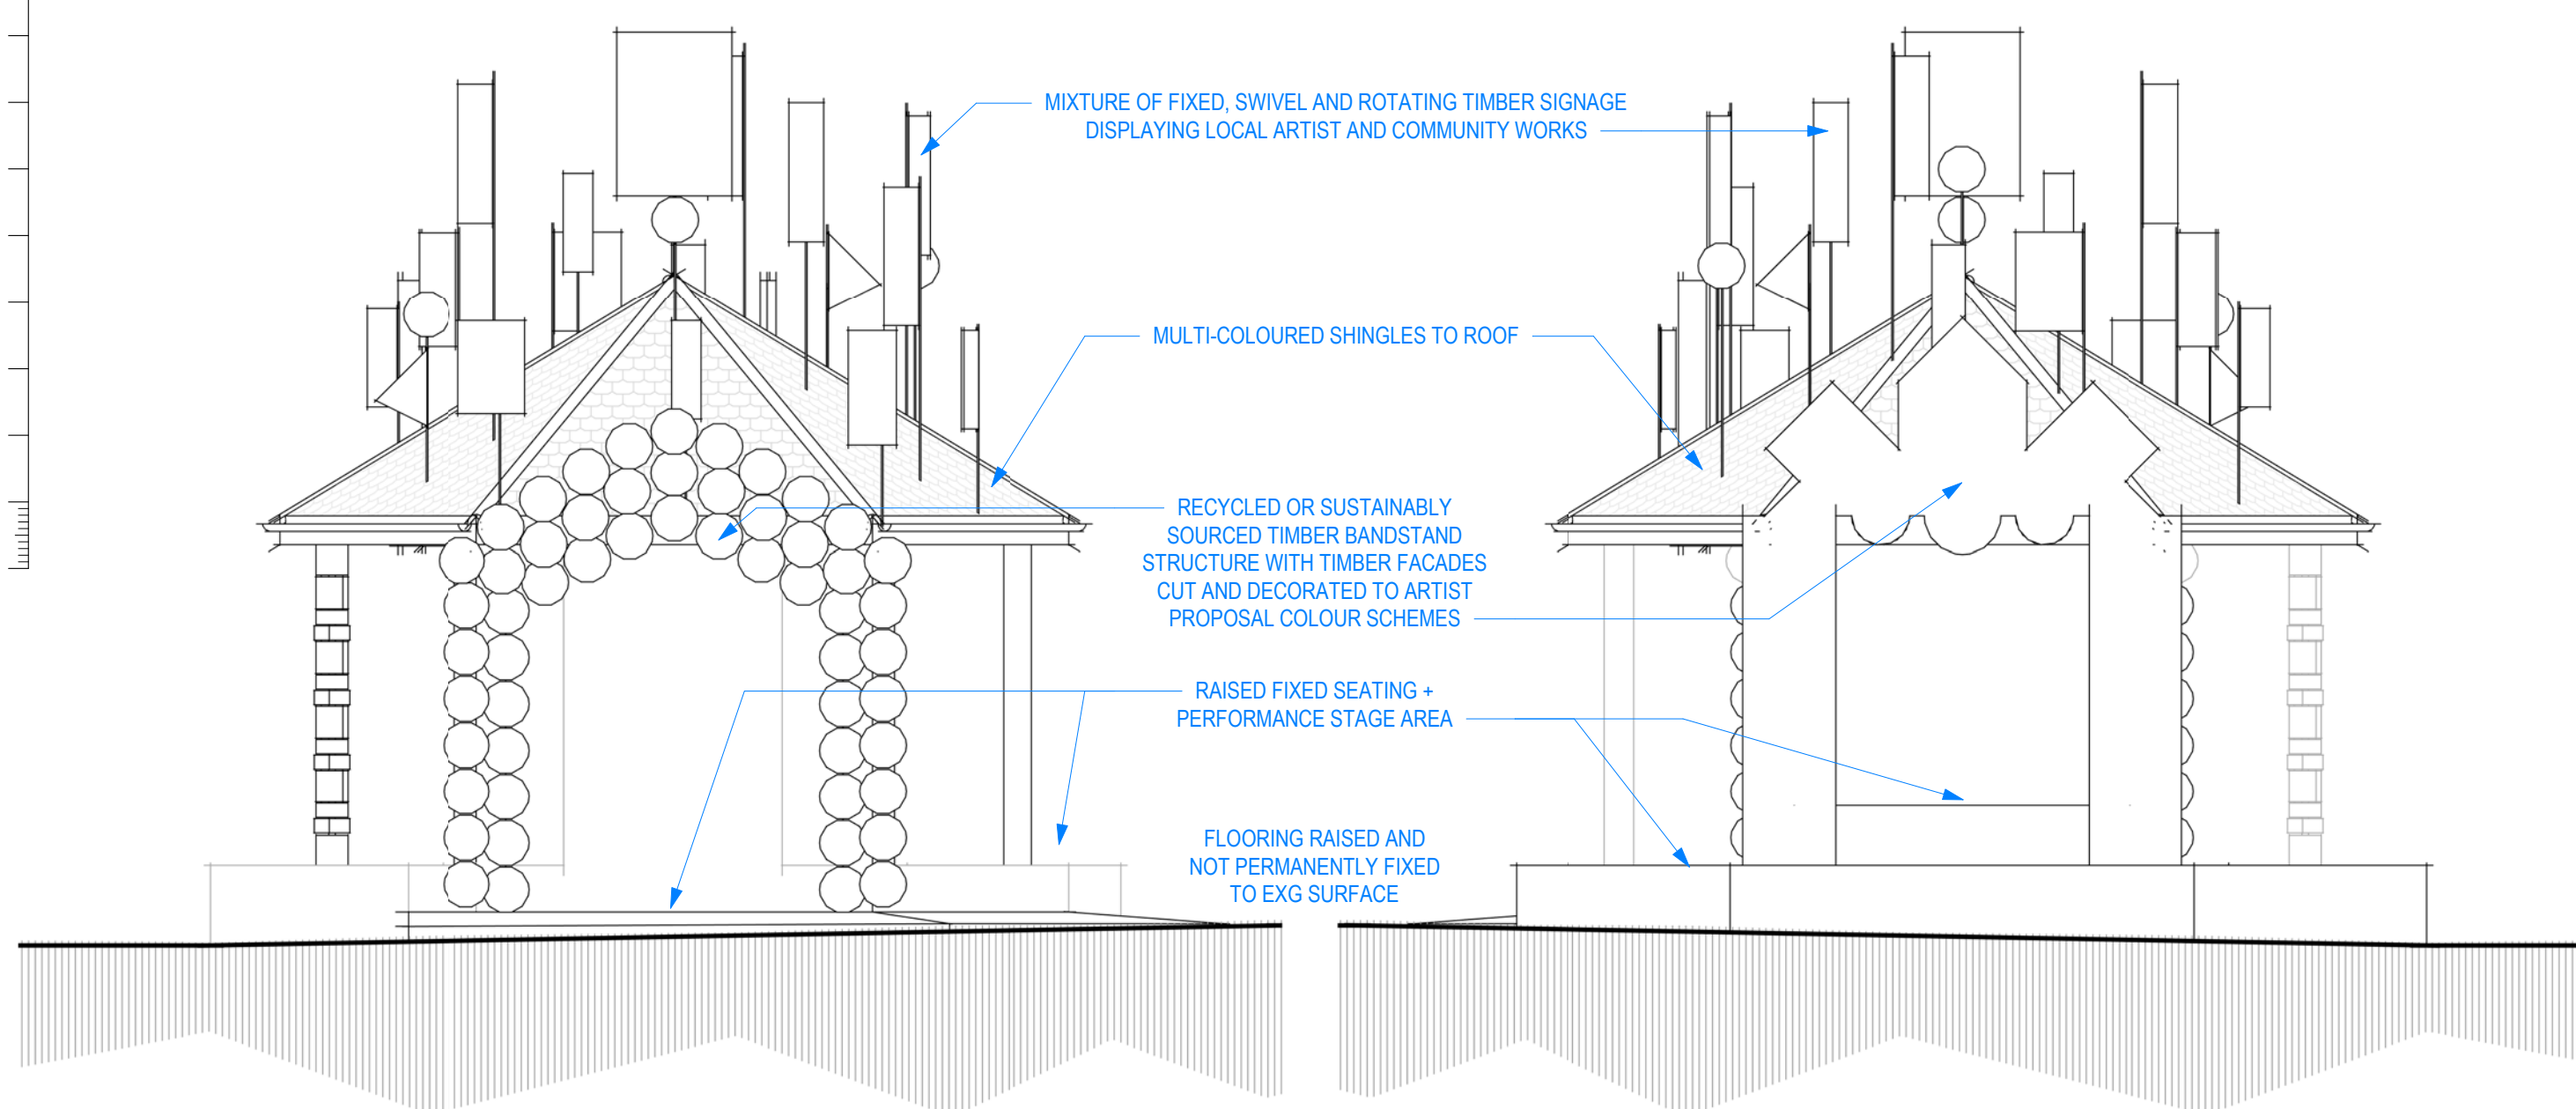 MIXTURE OF FIXED, SWIVEL AND ROTATING TIMBER SIGNAGE
DISPLAYING LOCAL ARTIST AND COMMUNITY WORKS
MULTI-COLOURED SHINGLES TO ROOF
RECYCLED OR SUSTAINABLY
SOURCED TIMBER BANDSTAND
STRUCTURE WITH TIMBER FACADES
CUT AND DECORATED TO ARTIST
PROPOSAL COLOUR SCHEMES
RAISED FIXED SEATING +
PERFORMANCE STAGE AREA
FLOORING RAISED AND
NOT PERMANENTLY FIXED
TO EXG SURFACE